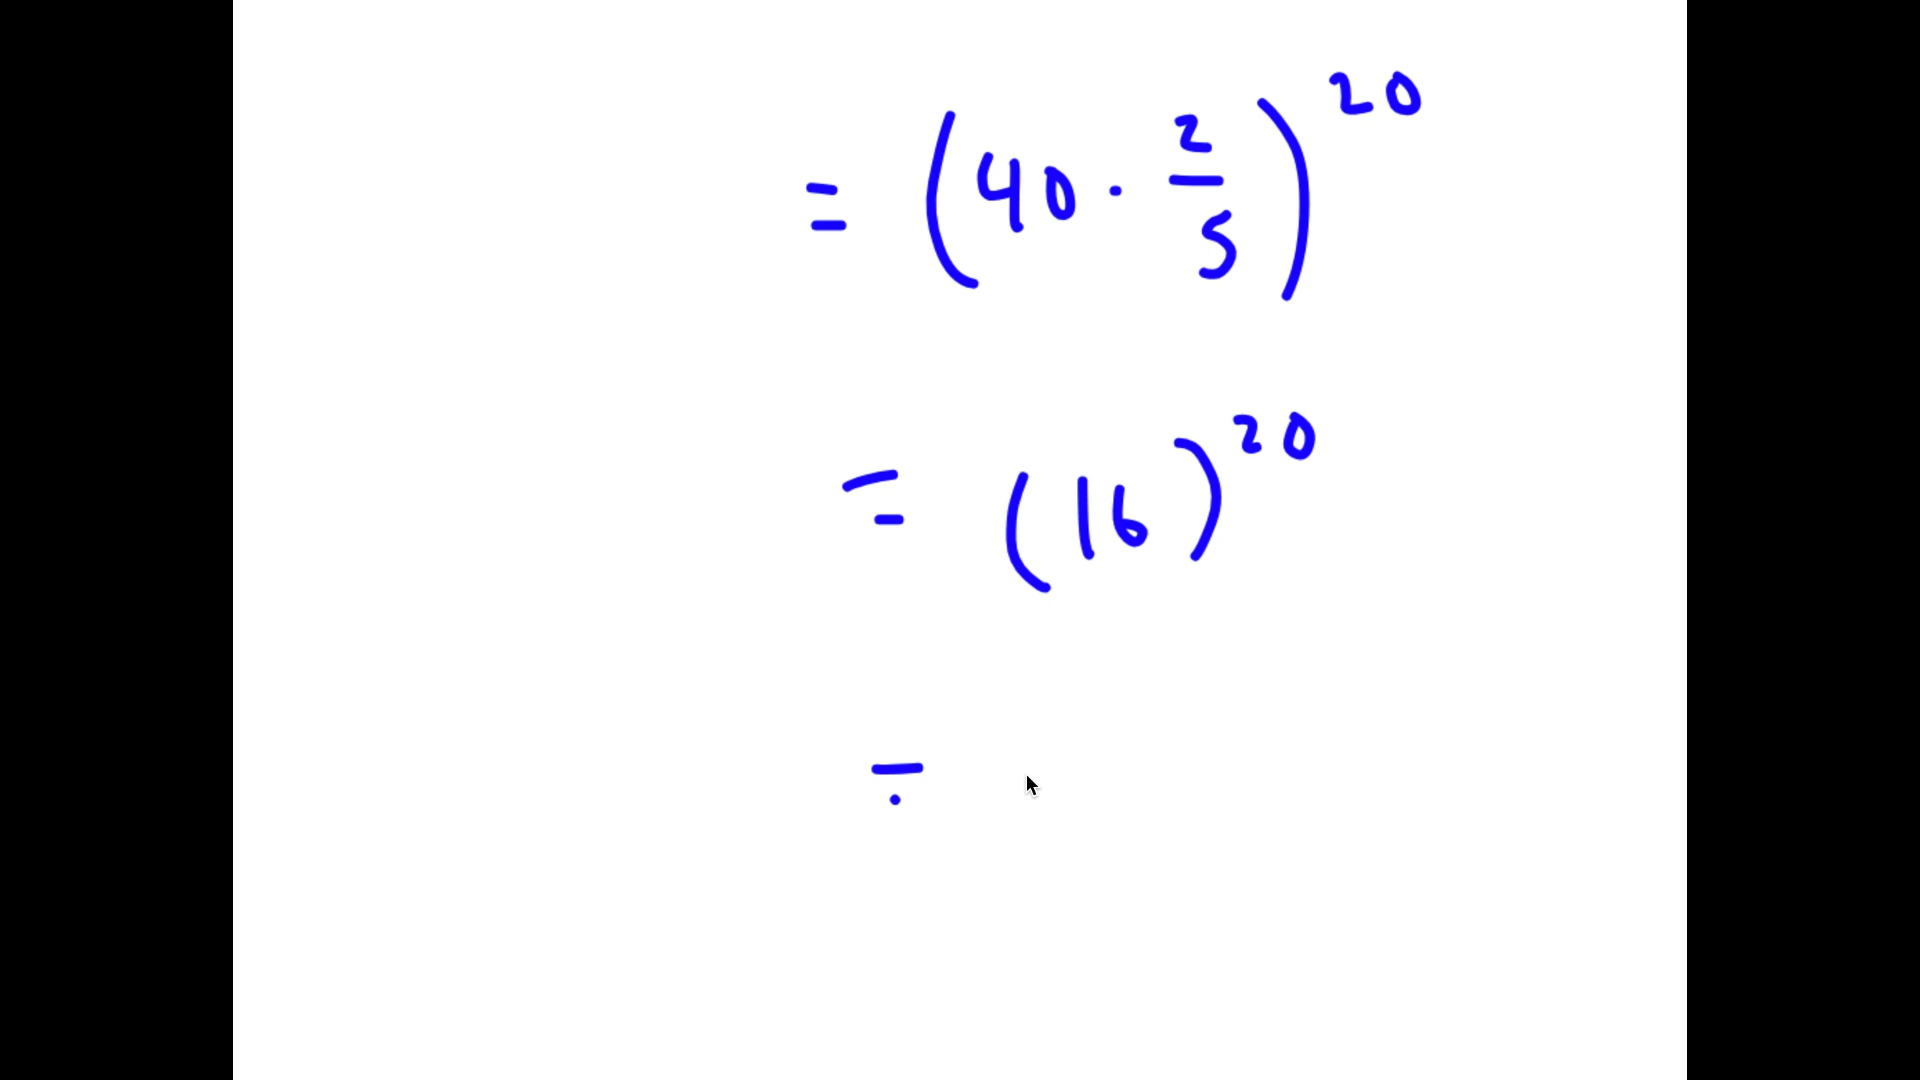 = (40 · 2/5)^20
= (16)^20
=